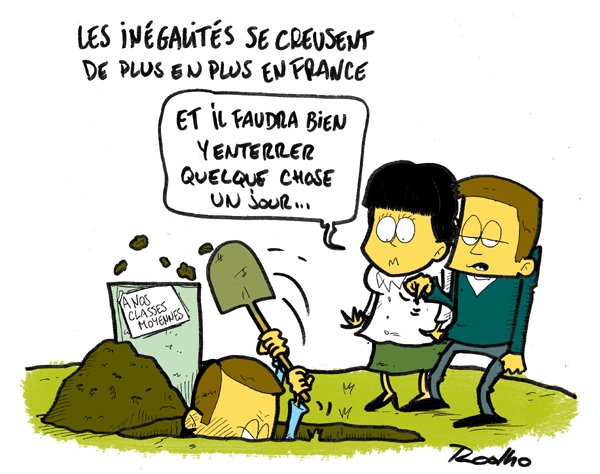 LES INÉGALITÉS SE CREUSENT
DE PLUS EN PLUS EN FRANCE
ET IL FAUDRA BIEN
Y ENTERRER
QUELQUE CHOSE
UN JOUR...
À NOS
CLASSES
MOYENNES
Rodho